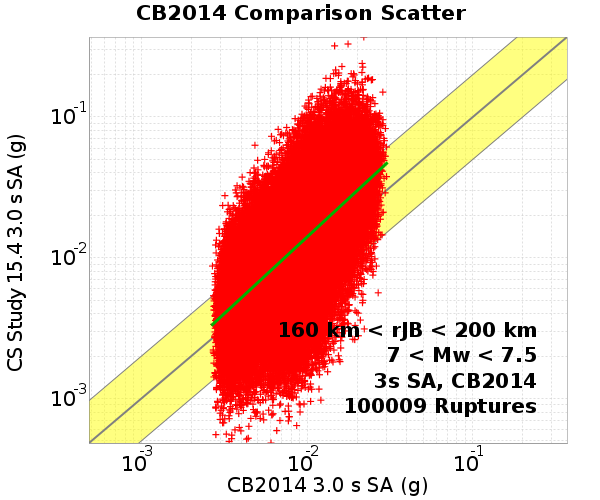 CB2014 Comparison Scatter
CS Study 15.4 3.0 s SA (g)
10-1
10-2
10-3
160 km < rJB < 200 km
7 < Mw < 7.5
3s SA, CB2014
100009 Ruptures
10-3 10-2 10-1
CB2014 3.0 s SA (g)